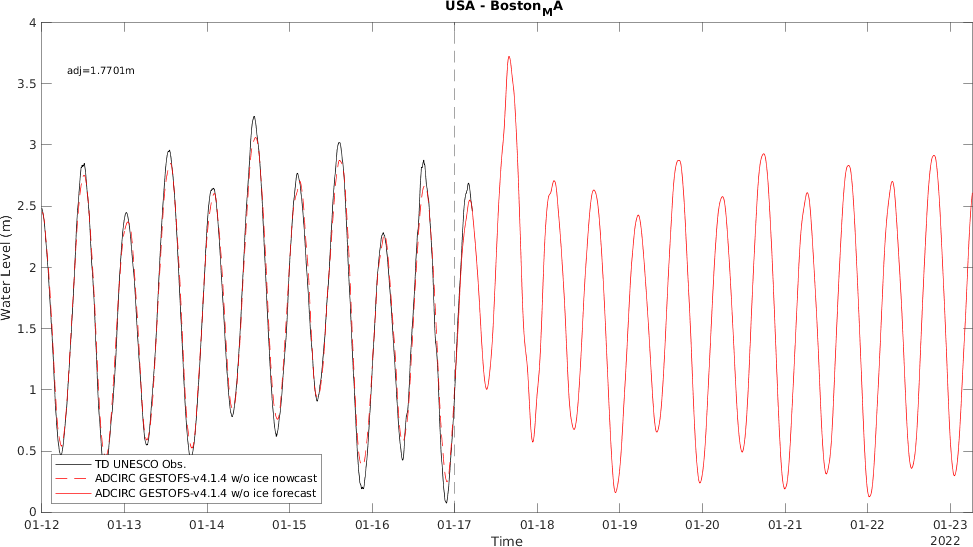 USA - Boston_MA
4
adj=1.7701m
3.5
3
2.5
2
Water Level (m)
1.5
1
0.5
0
TD UNESCO Obs.
ADCIRC GESTOFS-v4.1.4 w/o ice nowcast
ADCIRC GESTOFS-v4.1.4 w/o ice forecast
01-12 01-13 01-14 01-15 01-16 01-17 01-18 01-19 01-20 01-21 01-22 01-23
Time
2022